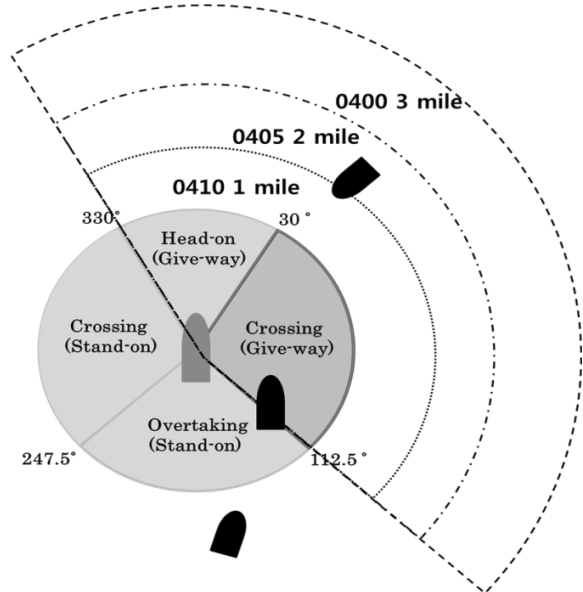 0400 3 mile
0405 2 mile
0410 1 mile
330°
30 °
Head-on
(Give-way)
Crossing
(Stand-on)
Crossing
(Give-way)
Overtaking
(Stand-on)
247.5°
112.5°